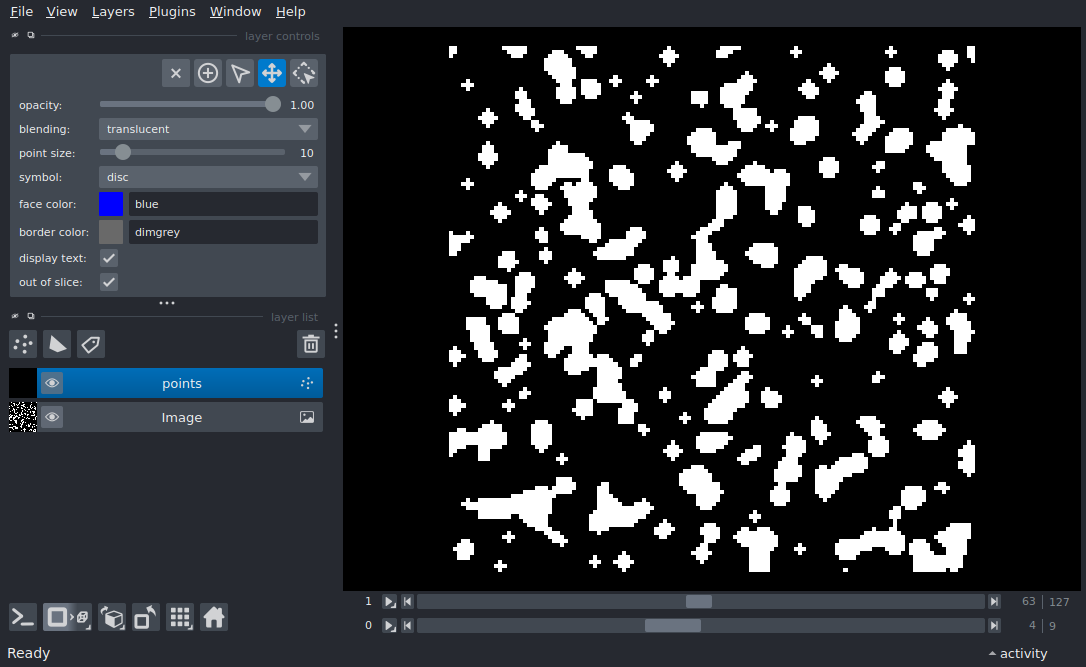 File View Layers Plugins Window Help
layer controls
opacity: 1.00
blending: translucent
point size: 10
symbol: disc
face color: blue
border color: dimgrey
display text:
out of slice:
layer list
points
Image
1 63 127
0 4 9
Ready activity